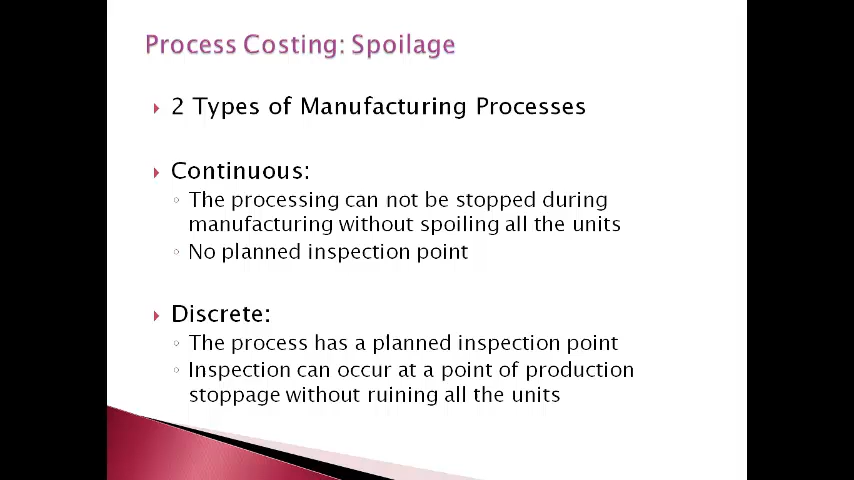 Process Costing: Spoilage
2 Types of Manufacturing Processes
Continuous:
The processing can not be stopped during
manufacturing without spoiling all the units
No planned inspection point
Discrete:
The process has a planned inspection point
Inspection can occur at a point of production
stoppage without ruining all the units